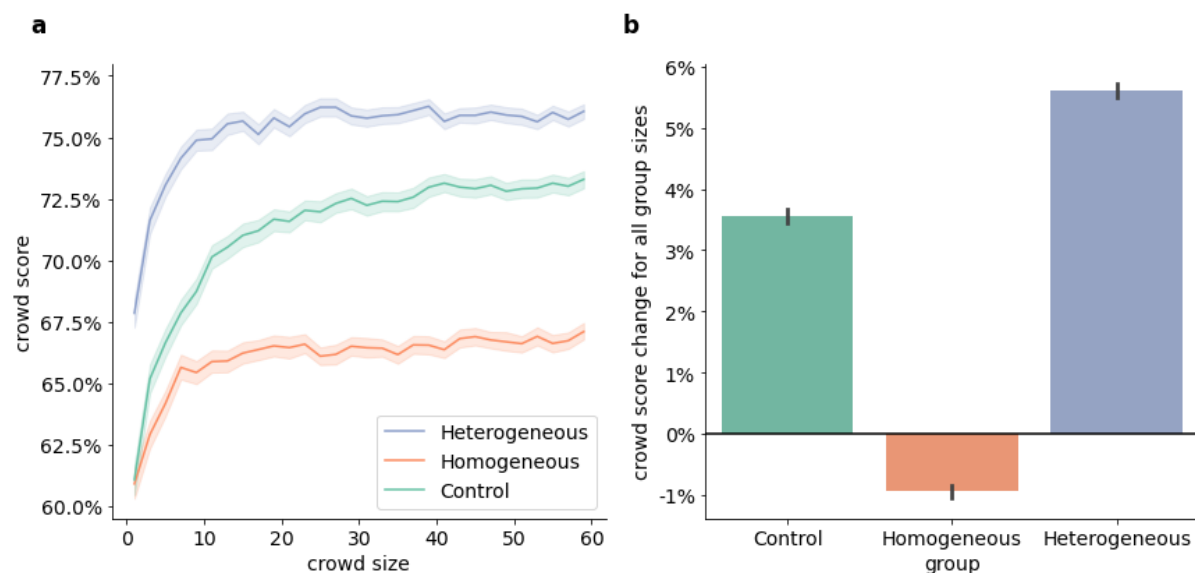 a
crowd score
77.5%
75.0%
72.5%
70.0%
67.5%
65.0%
62.5%
60.0%
Heterogeneous
Homogeneous
Control
0 10 20 30 40 50 60
crowd size
b
crowd score change for all group sizes
6%
5%
4%
3%
2%
1%
0%
-1%
Control Homogeneous Heterogeneous
group